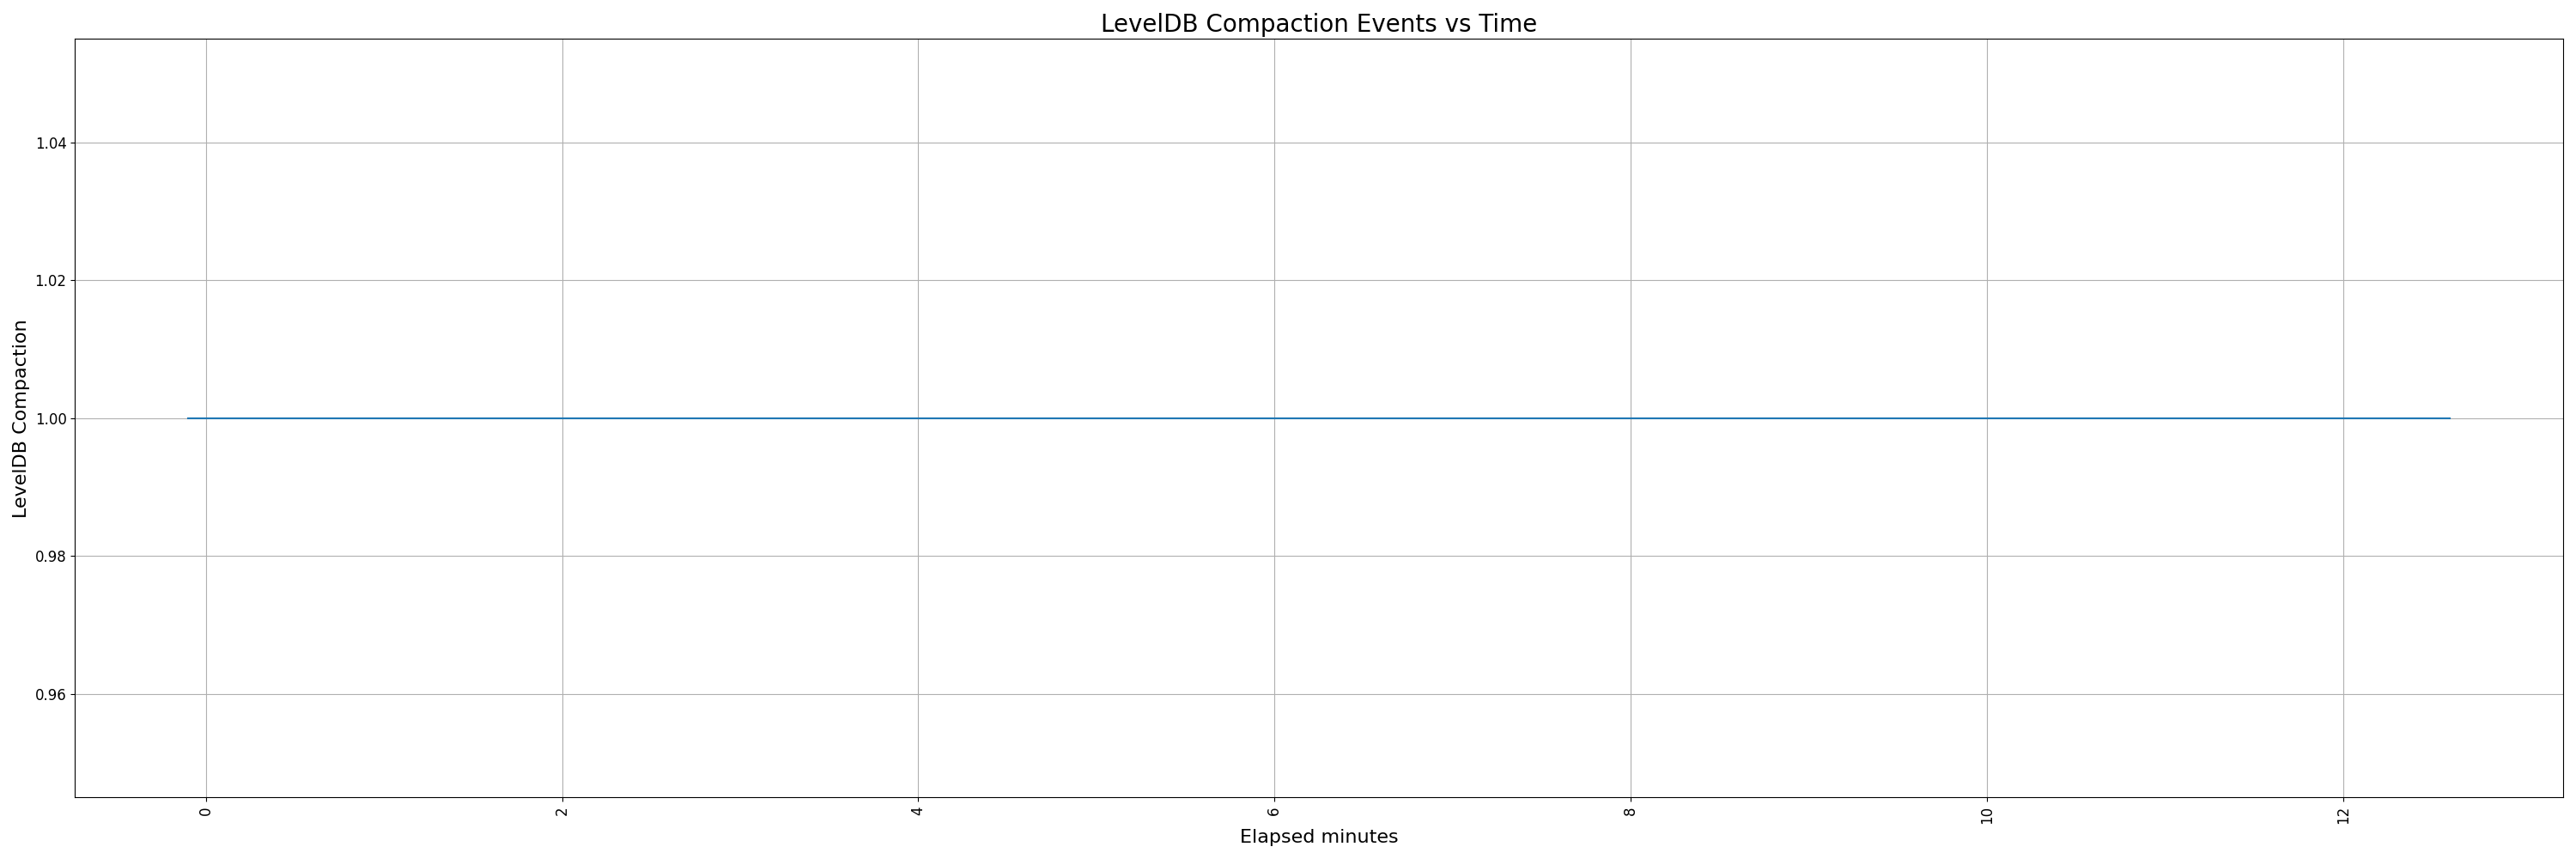 LevelDB Compaction Events vs Time
LevelDB Compaction
1.04
1.02
1.00
0.98
0.96
0 2 4 6 8 10 12
Elapsed minutes